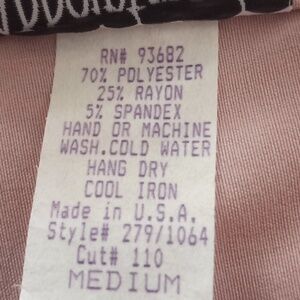 RN# 93682
70% POLYESTER
25% RAYON
5% SPANDEX
HAND OR MACHINE
WASH.COLD WATER
HANG DRY
COOL IRON
Made in U.S.A.
Style# 279/1064
Cut# 110
MEDIUM